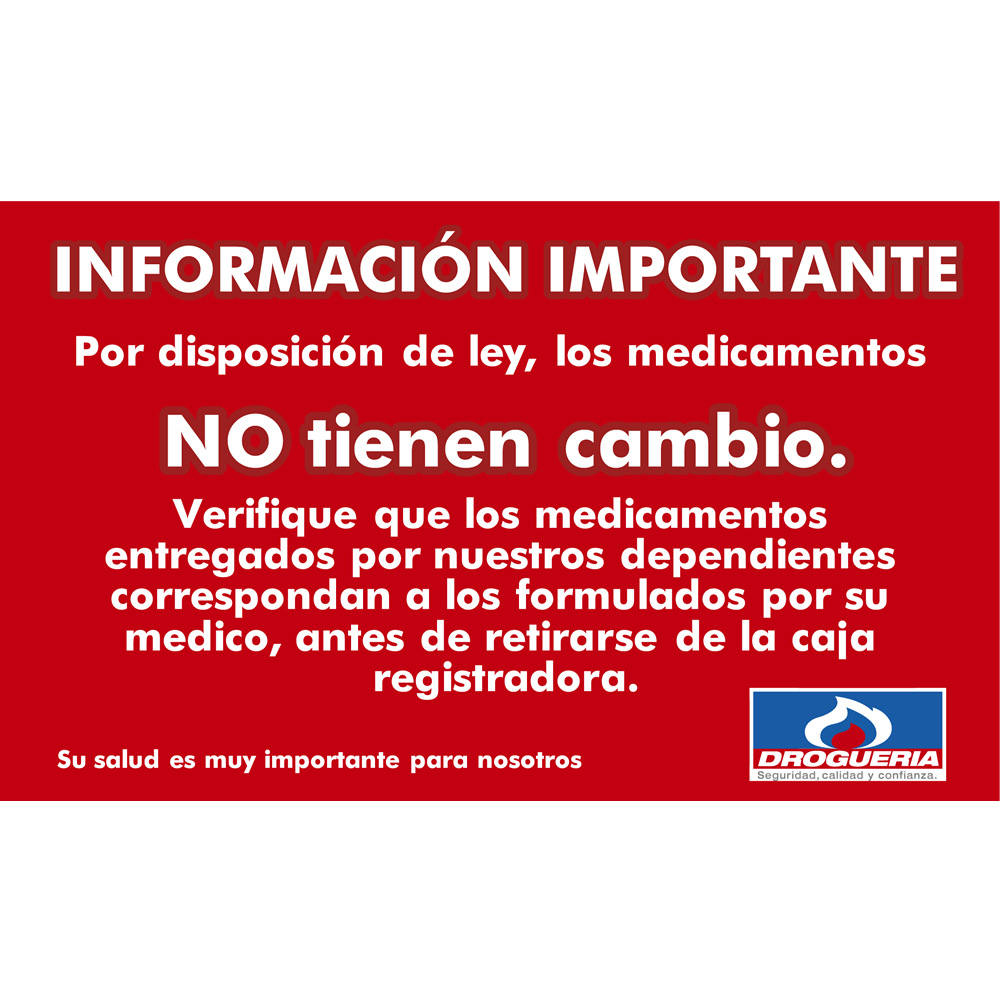 INFORMACIÓN IMPORTANTE
Por disposición de ley, los medicamentos
NO tienen cambio.
Verifique que los medicamentos
entregados por nuestros dependientes
correspondan a los formulados por su
medico, antes de retirarse de la caja
registradora.
Su salud es muy importante para nosotros
DROGUERIA
Seguridad, calidad y confianza.